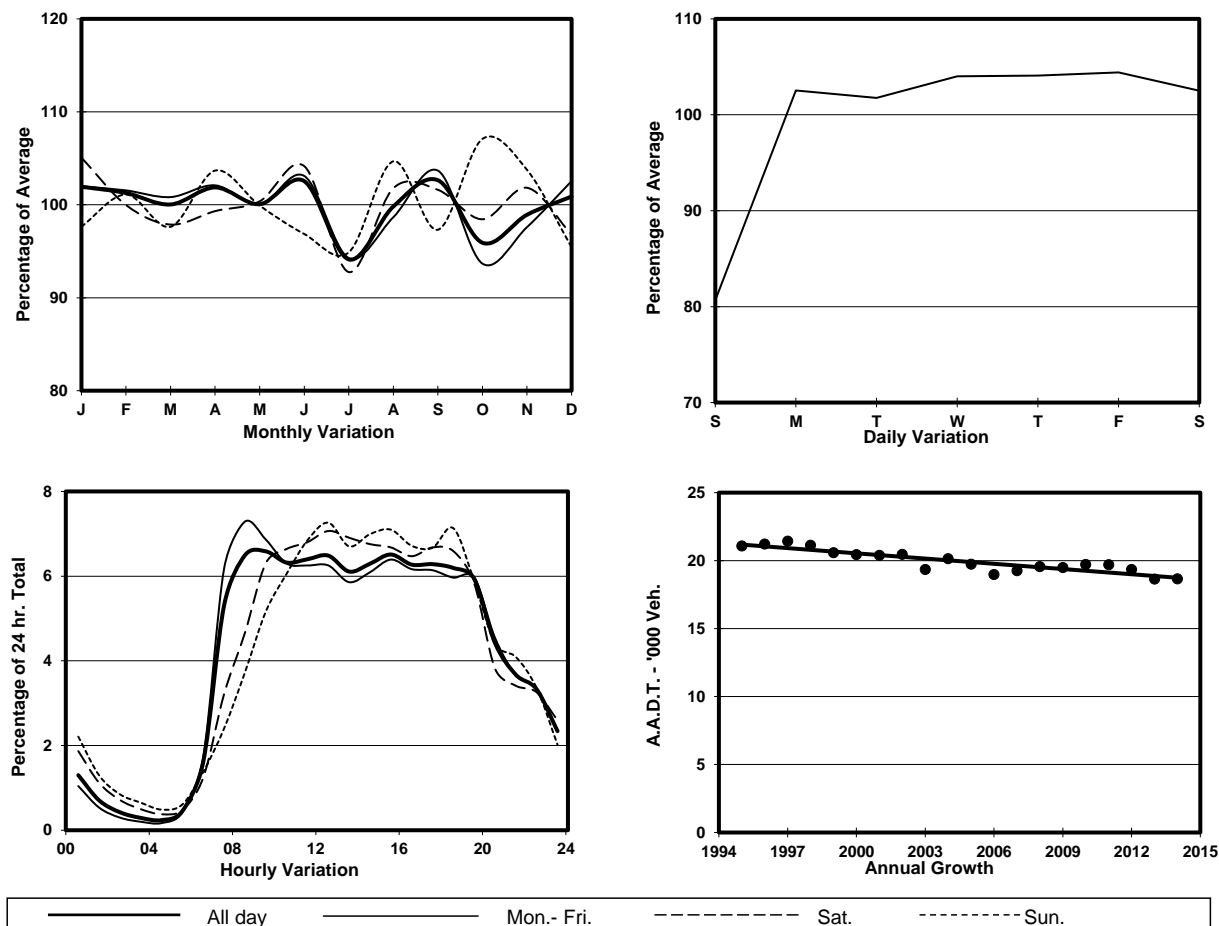 120
110
100
90
80
Percentage of Average
J F M A M J J A S O N D
Monthly Variation
110
100
90
80
70
Percentage of Average
S M T W T F S
Daily Variation
8
6
4
2
0
Percentage of 24 hr. Total
00 04 08 12 16 20 24
Hourly Variation
25
20
15
10
5
0
A.A.D.T. - '000 Veh.
1994 1997 2000 2003 2006 2009 2012 2015
Annual Growth
All day Mon.- Fri. Sat. Sun.